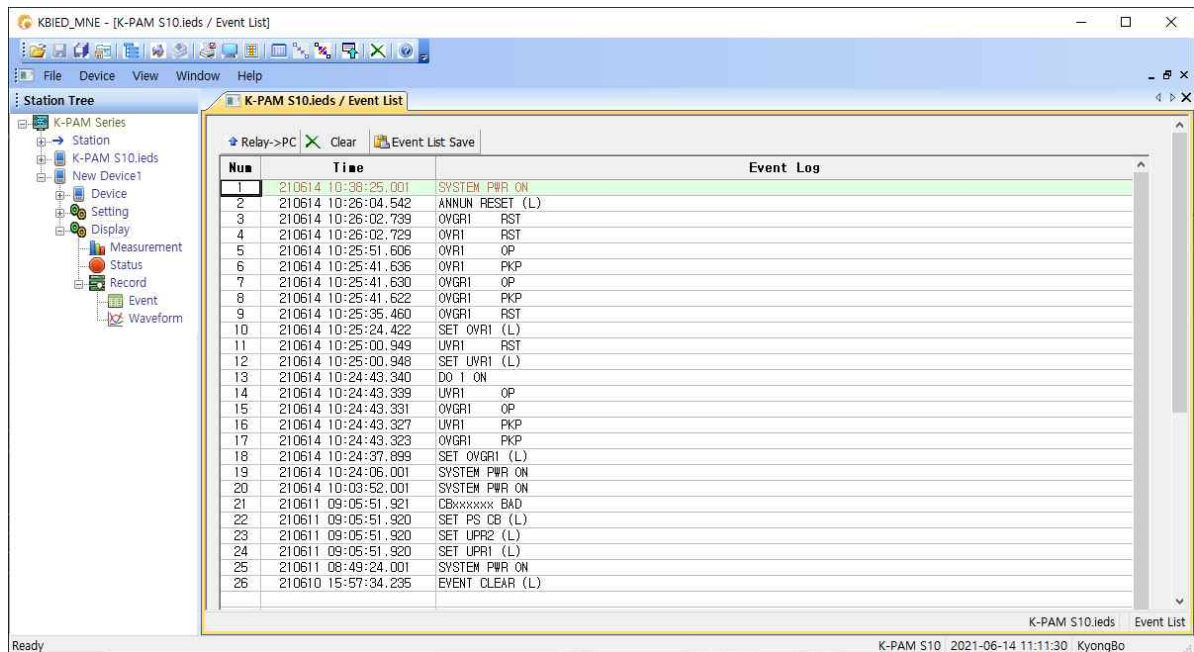 KBIED_MNE - [K-PAM S10.ieds / Event List]
File Device View Window Help
Station Tree
K-PAM S10.ieds / Event List
K-PAM Series
Station
K-PAM S10.ieds
New Device1
Device
Setting
Display
Measurement
Status
Record
Event
Waveform
Relay->PC Clear Event List Save
Num Time Event Log
1 210614 10:38:25.001 SYSTEM PWR ON
2 210614 10:26:04.542 ANNUN RESET (L)
3 210614 10:26:02.739 OVGR1 RST
4 210614 10:26:02.729 OVR1 RST
5 210614 10:25:51.606 OVR1 OP
6 210614 10:25:41.636 OVR1 PKP
7 210614 10:25:41.630 OVGR1 OP
8 210614 10:25:41.622 OVGR1 PKP
9 210614 10:25:35.460 OVGR1 RST
10 210614 10:25:24.422 SET OVR1 (L)
11 210614 10:25:00.949 UVR1 RST
12 210614 10:25:00.948 SET UVR1 (L)
13 210614 10:24:43.340 DO 1 ON
14 210614 10:24:43.339 UVR1 OP
15 210614 10:24:43.331 OVGR1 OP
16 210614 10:24:43.327 UVR1 PKP
17 210614 10:24:43.323 OVGR1 PKP
18 210614 10:24:37.899 SET OVGR1 (L)
19 210614 10:24:06.001 SYSTEM PWR ON
20 210614 10:03:52.001 SYSTEM PWR ON
21 210611 09:05:51.921 CBxxxxxx BAD
22 210611 09:05:51.920 SET PS CB (L)
23 210611 09:05:51.920 SET UPR2 (L)
24 210611 09:05:51.920 SET UPR1 (L)
25 210611 08:49:24.001 SYSTEM PWR ON
26 210610 15:57:34.235 EVENT CLEAR (L)
K-PAM S10.ieds Event List
Ready K-PAM S10 2021-06-14 11:11:30 KyongBo